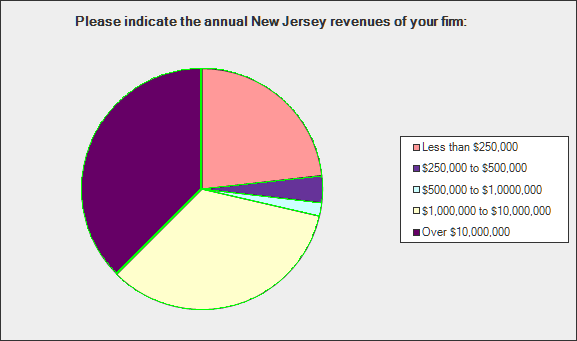 Please indicate the annual New Jersey revenues of your firm:
Less than $250,000
$250,000 to $500,000
$500,000 to $1,0000,000
$1,000,000 to $10,000,000
Over $10,000,000